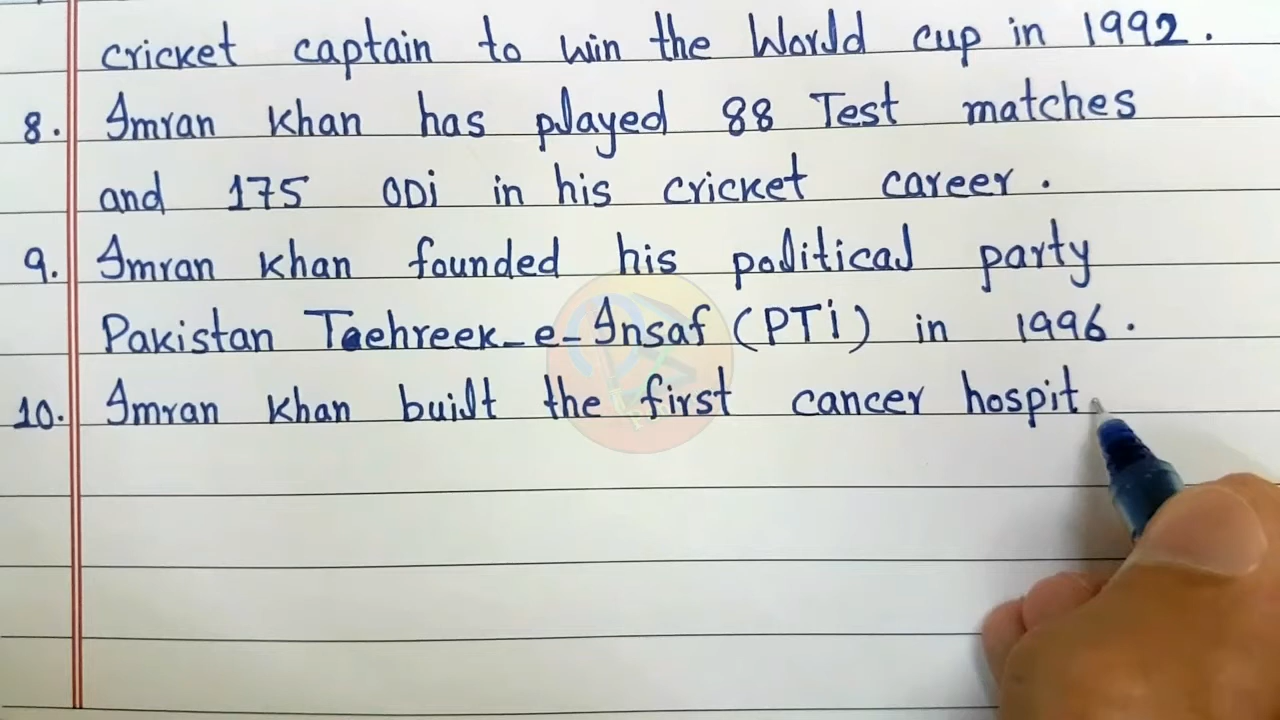 cricket captain to win the World cup in 1992.
8. Imran Khan has played 88 Test matches
and 175 ODi in his cricket career.
9. Imran Khan founded his political party
Pakistan Taehreek-e-Insaf (PTi) in 1996.
10. Imran Khan built the first cancer hospit